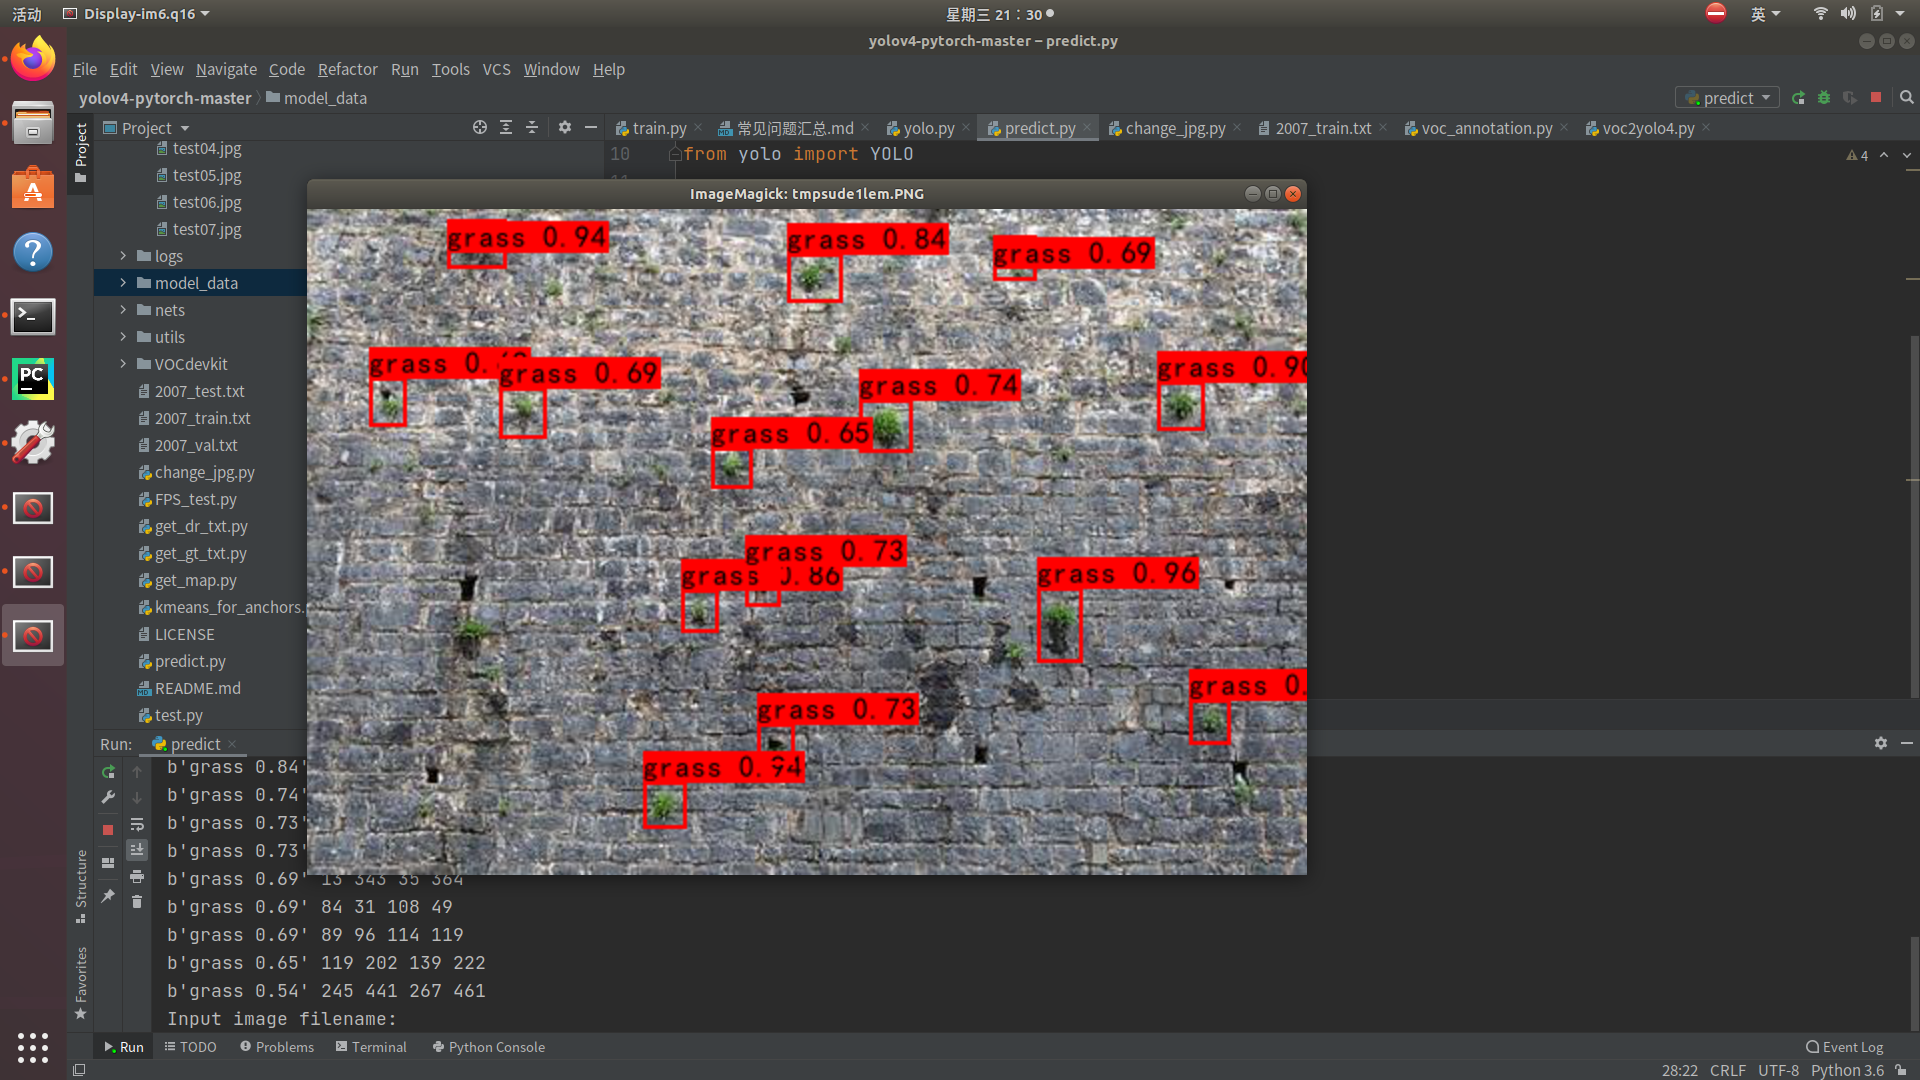 活动 Display-im6.q16 星期三 21：30 英
yolov4-pytorch-master – predict.py
File Edit View Navigate Code Refactor Run Tools VCS Window Help
yolov4-pytorch-master model_data predict
Project train.py 常见问题汇总.md yolo.py predict.py change_jpg.py 2007_train.txt voc_annotation.py voc2yolo4.py
Project
test04.jpg
test05.jpg
test06.jpg
test07.jpg
logs
model_data
nets
utils
VOCdevkit
2007_test.txt
2007_train.txt
2007_val.txt
change_jpg.py
FPS_test.py
get_dr_txt.py
get_gt_txt.py
get_map.py
kmeans_for_anchors.
LICENSE
predict.py
README.md
test.py
10 from yolo import YOLO
4
ImageMagick: tmpsude1lem.PNG
grass 0.94
grass 0.84
grass 0.69
grass 0.
grass 0.69
grass 0.74
grass 0.90
grass 0.65
grass 0.73
grass 0.86
grass 0.96
grass 0.
grass 0.73
grass 0.94
Run: predict
b'grass 0.84'
b'grass 0.74'
b'grass 0.73'
b'grass 0.73'
b'grass 0.69' 13 343 35 364
b'grass 0.69' 84 31 108 49
b'grass 0.69' 89 96 114 119
b'grass 0.65' 119 202 139 222
b'grass 0.54' 245 441 267 461
Input image filename:
Structure
Favorites
Run TODO Problems Terminal Python Console Event Log
28:22 CRLF UTF-8 Python 3.6